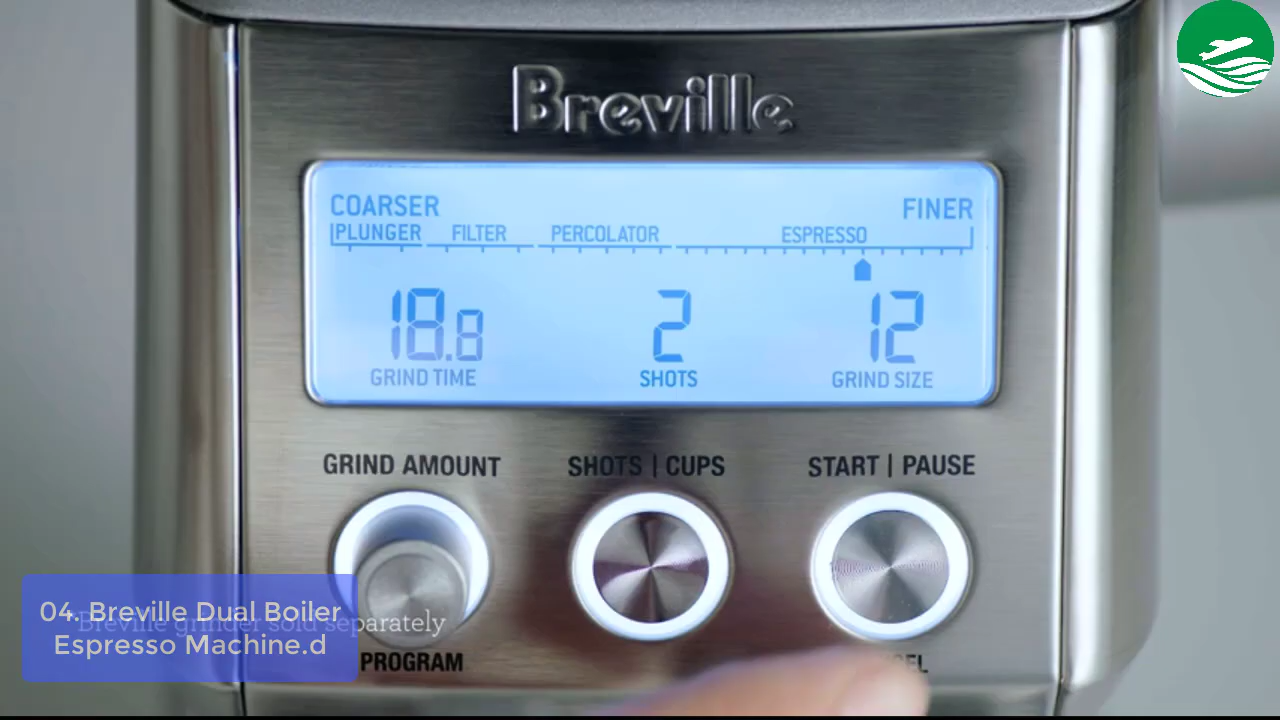 Breville
COARSER FINER
PLUNGER FILTER PERCOLATOR ESPRESSO
18.8 2 12
GRIND TIME SHOTS GRIND SIZE
GRIND AMOUNT SHOTS | CUPS START | PAUSE
04. Breville Dual Boiler
Espresso Machine.d
*Breville grinder sold separately
PROGRAM